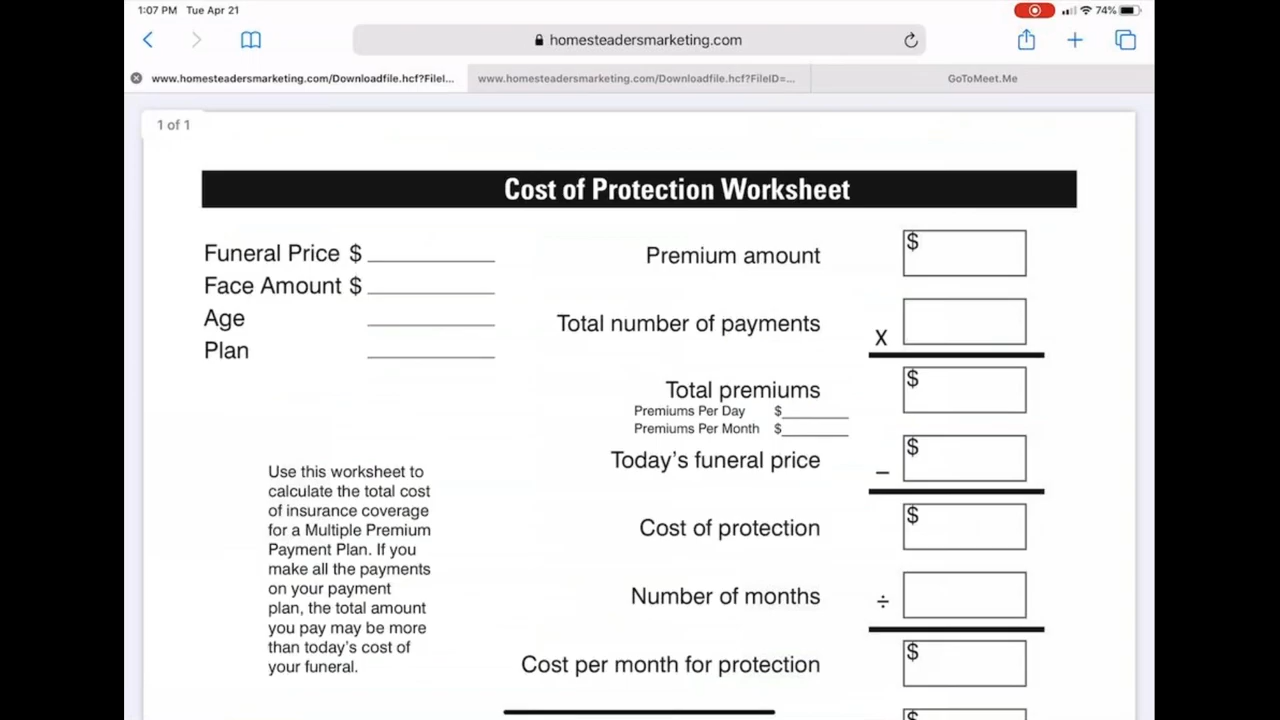 1:07 PM Tue Apr 21
74%
homesteadersmarketing.com
www.homesteadersmarketing.com/Downloadfile.hcf?FileI...
www.homesteadersmarketing.com/Downloadfile.hcf?FileID=...
GoToMeet.Me
1 of 1
Cost of Protection Worksheet
Funeral Price $
Face Amount $
Age
Plan
Use this worksheet to
calculate the total cost
of insurance coverage
for a Multiple Premium
Payment Plan. If you
make all the payments
on your payment
plan, the total amount
you pay may be more
than today's cost of
your funeral.
Premium amount $
Total number of payments X
Total premiums $
Premiums Per Day $
Premiums Per Month $
Today's funeral price – $
Cost of protection $
Number of months ÷
Cost per month for protection $
$